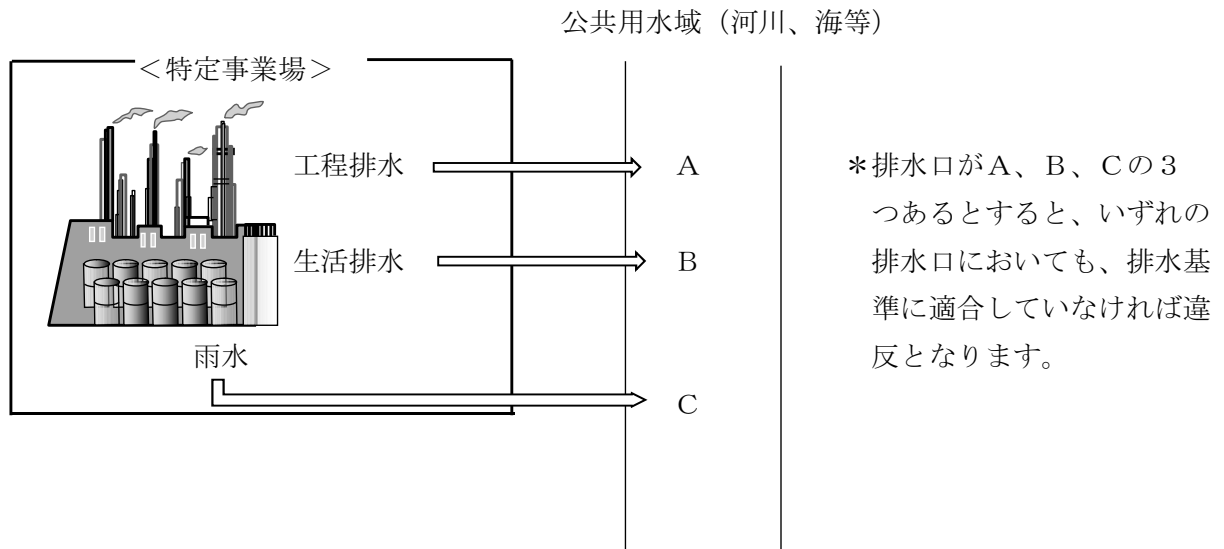 公共用水域（河川、海等）
＜特定事業場＞
工程排水
A
生活排水
B
雨水
C
＊排水口がＡ、Ｂ、Ｃの３
つあるとすると、いずれの
排水口においても、排水基
準に適合していなければ違
反となります。